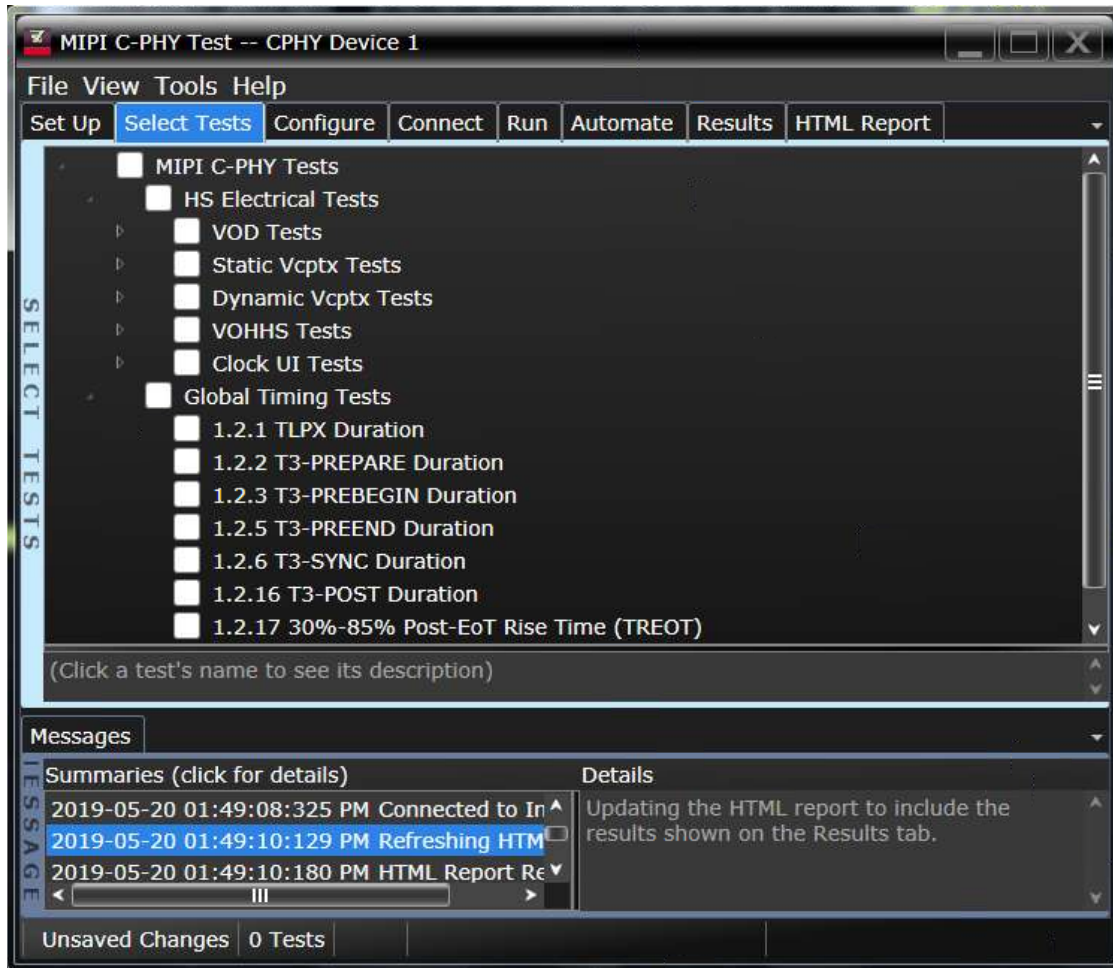 MIPI C-PHY Test -- CPHY Device 1
File View Tools Help
Set Up Select Tests Configure Connect Run Automate Results HTML Report
SELECT TESTS
MIPI C-PHY Tests
HS Electrical Tests
VOD Tests
Static Vcptx Tests
Dynamic Vcptx Tests
VOHHS Tests
Clock UI Tests
Global Timing Tests
1.2.1 TLPX Duration
1.2.2 T3-PREPARE Duration
1.2.3 T3-PREBEGIN Duration
1.2.5 T3-PREEND Duration
1.2.6 T3-SYNC Duration
1.2.16 T3-POST Duration
1.2.17 30%-85% Post-EoT Rise Time (TREOT)
(Click a test's name to see its description)
Messages
Summaries (click for details) Details
2019-05-20 01:49:08:325 PM Connected to In
2019-05-20 01:49:10:129 PM Refreshing HTM
2019-05-20 01:49:10:180 PM HTML Report Re
Updating the HTML report to include the
results shown on the Results tab.
Unsaved Changes 0 Tests